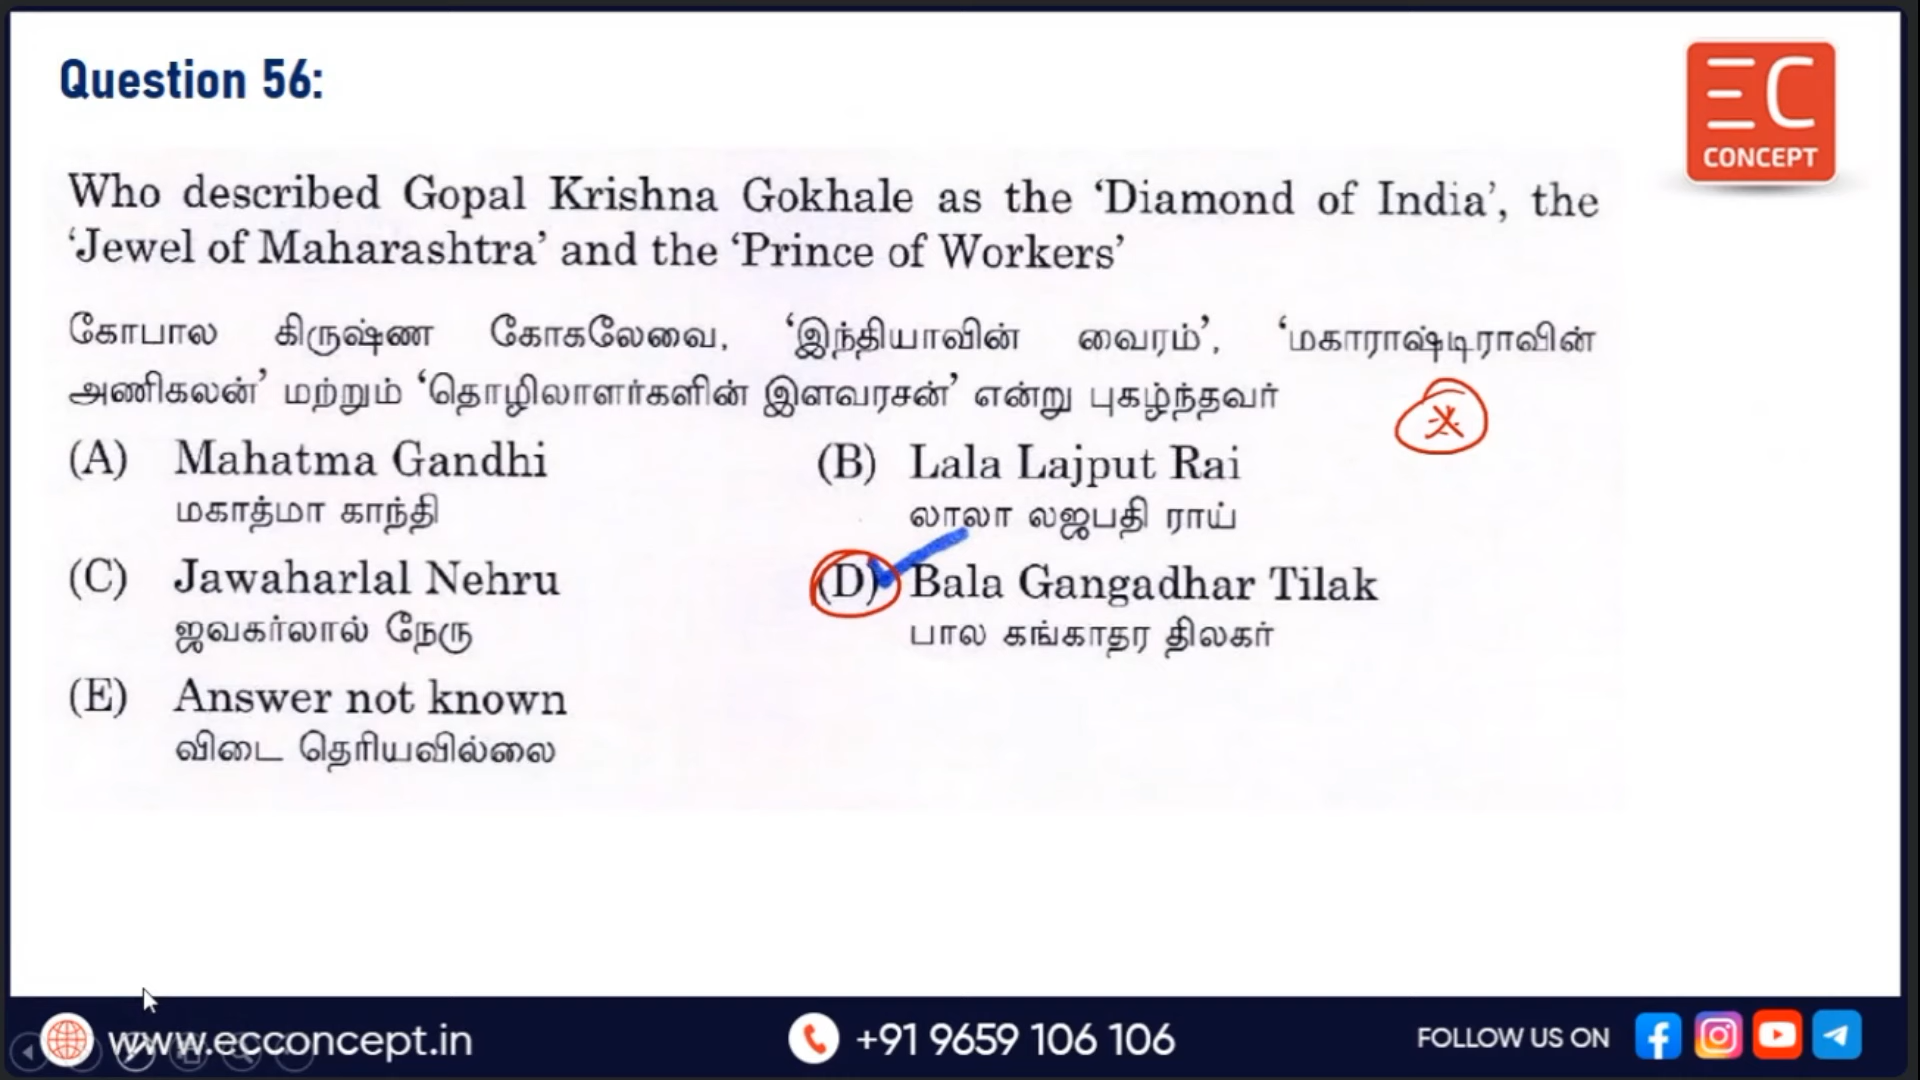 Question 56:
EC
CONCEPT
Who described Gopal Krishna Gokhale as the ‘Diamond of India’, the
‘Jewel of Maharashtra’ and the ‘Prince of Workers’
கோபால கிருஷ்ண கோகலேவை, ‘இந்தியாவின் வைரம்’, ‘மகாராஷ்டிராவின்
அணிகலன்’ மற்றும் ‘தொழிலாளர்களின் இளவரசன்’ என்று புகழ்ந்தவர்
(A) Mahatma Gandhi
மகாத்மா காந்தி
(B) Lala Lajput Rai
லாலா லஜபதி ராய்
(C) Jawaharlal Nehru
ஜவகர்லால் நேரு
(D) Bala Gangadhar Tilak
பால கங்காதர திலகர்
(E) Answer not known
விடை தெரியவில்லை
www.ecconcept.in
+91 9659 106 106
FOLLOW US ON